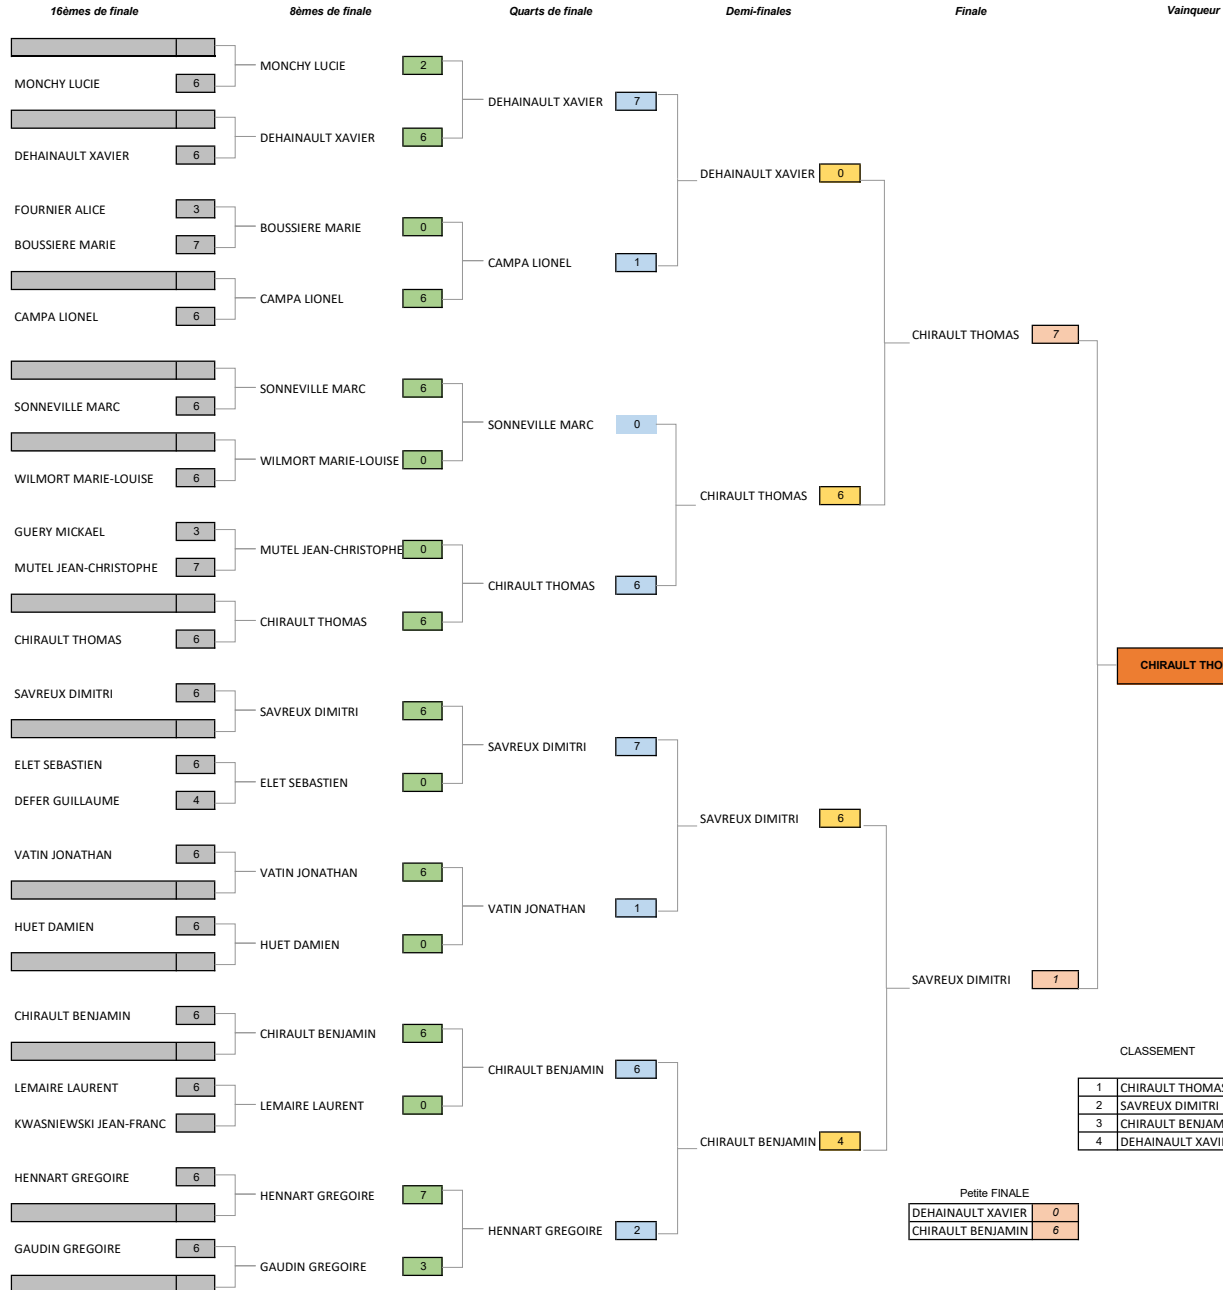 16èmes de finale 8èmes de finale Quarts de finale Demi-finales Finale Vainqueur
MONCHY LUCIE 2
MONCHY LUCIE 6
DEHAINAULT XAVIER 7
DEHAINAULT XAVIER 6
DEHAINAULT XAVIER 6
DEHAINAULT XAVIER 0
FOURNIER ALICE 3
BOUSSIERE MARIE 0
BOUSSIERE MARIE 7
CAMPA LIONEL 1
CAMPA LIONEL 6
CAMPA LIONEL 6
CHIRAULT THOMAS 7
SONNEVILLE MARC 6
SONNEVILLE MARC 6
SONNEVILLE MARC 0
WILMORT MARIE-LOUISE 0
WILMORT MARIE-LOUISE 6
CHIRAULT THOMAS 6
GUERY MICKAEL 3
MUTEL JEAN-CHRISTOPHE 0
MUTEL JEAN-CHRISTOPHE 7
CHIRAULT THOMAS 6
CHIRAULT THOMAS 6
CHIRAULT THOMAS 6
CHIRAULT THO
SAVREUX DIMITRI 6
SAVREUX DIMITRI 6
SAVREUX DIMITRI 7
ELET SEBASTIEN 6
ELET SEBASTIEN 0
DEFER GUILLAUME 4
SAVREUX DIMITRI 6
VATIN JONATHAN 6
VATIN JONATHAN 6
VATIN JONATHAN 1
HUET DAMIEN 6
HUET DAMIEN 0
SAVREUX DIMITRI 1
CHIRAULT BENJAMIN 6
CHIRAULT BENJAMIN 6
CLASSEMENT
CHIRAULT BENJAMIN 6
LEMAIRE LAURENT 6
1 CHIRAULT THOMAS
LEMAIRE LAURENT 0
2 SAVREUX DIMITRI
KWASNIEWSKI JEAN-FRANC
3 CHIRAULT BENJAM
CHIRAULT BENJAMIN 4
4 DEHAINAULT XAVI
HENNART GREGOIRE 6
HENNART GREGOIRE 7
Petite FINALE
DEHAINAULT XAVIER 0
HENNART GREGOIRE 2
CHIRAULT BENJAMIN 6
GAUDIN GREGOIRE 6
GAUDIN GREGOIRE 3